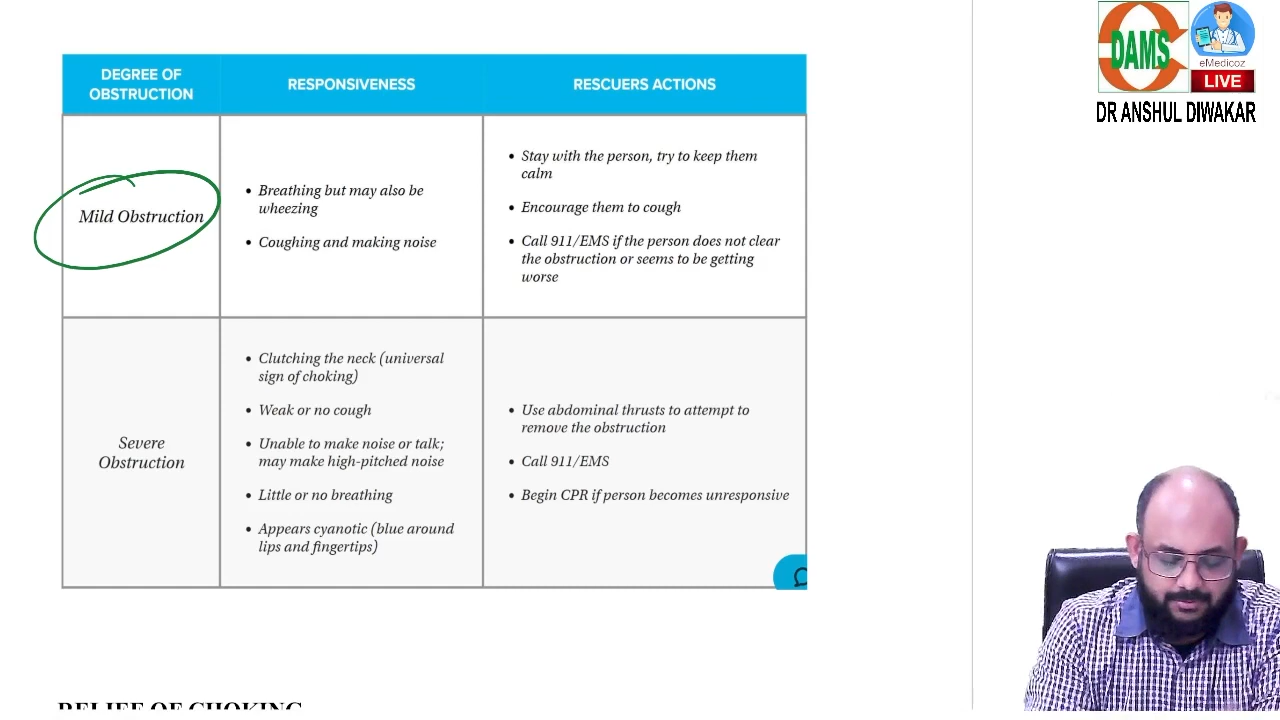 DEGREE OF
OBSTRUCTION
RESPONSIVENESS
RESCUERS ACTIONS
Mild Obstruction
• Breathing but may also be
wheezing
• Coughing and making noise
• Stay with the person, try to keep them
calm
• Encourage them to cough
• Call 911/EMS if the person does not clear
the obstruction or seems to be getting
worse
Severe
Obstruction
• Clutching the neck (universal
sign of choking)
• Weak or no cough
• Unable to make noise or talk;
may make high-pitched noise
• Little or no breathing
• Appears cyanotic (blue around
lips and fingertips)
• Use abdominal thrusts to attempt to
remove the obstruction
• Call 911/EMS
• Begin CPR if person becomes unresponsive
RELIEF OF CHOKING
DAMS
eMedicoz
LIVE
DR ANSHUL DIWAKAR